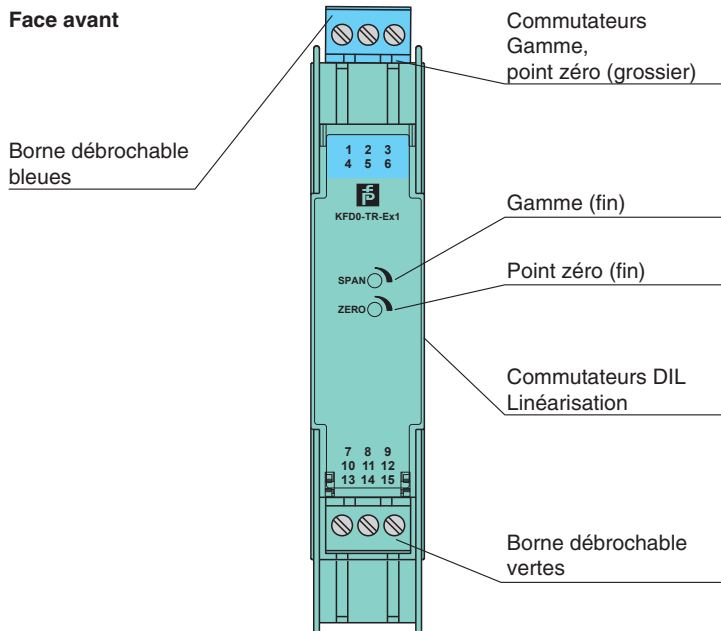 Face avant
Commutateurs
Gamme,
point zéro (grossier)
Borne débrochable
bleues
1 2 3
4 5 6
KFD0-TR-Ex1
Gamme (fin)
SPAN
Point zéro (fin)
ZERO
Commutateurs DIL
Linéarisation
7 8 9
10 11 12
13 14 15
Borne débrochable
vertes